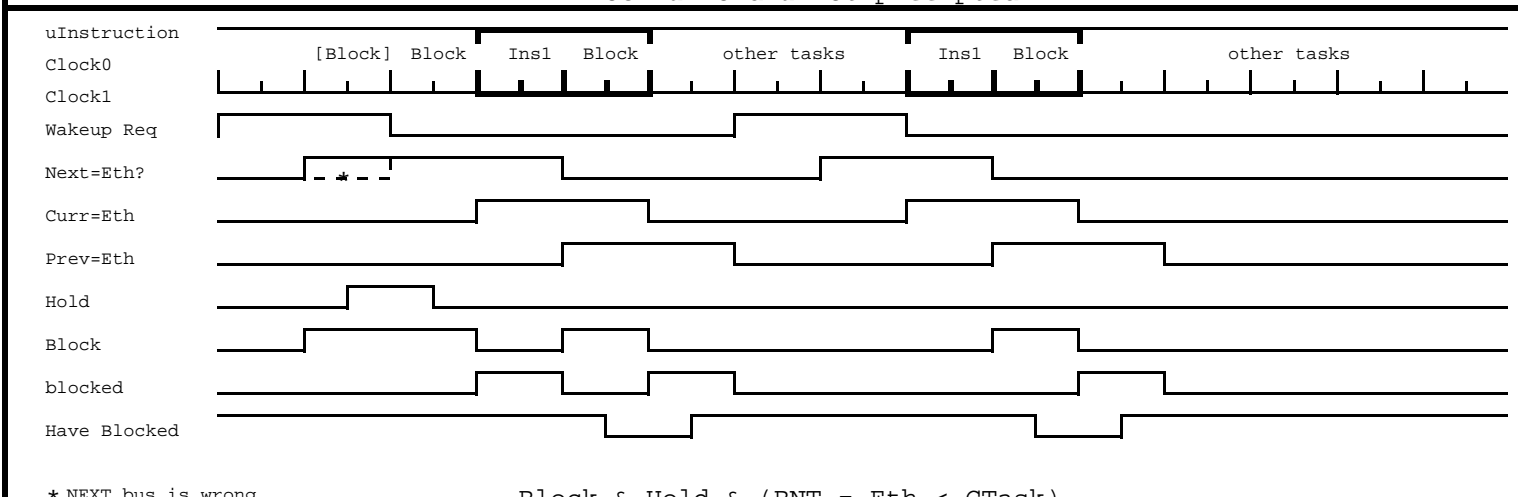 uInstruction
[Block] Block Ins1 Block other tasks Ins1 Block other tasks
Clock0
Clock1
Wakeup Req
Next=Eth?
*
Curr=Eth
Prev=Eth
Hold
Block
blocked
Have Blocked
* NEXT bus is wrong
Block & Hold & (BNT = Eth < CTask)